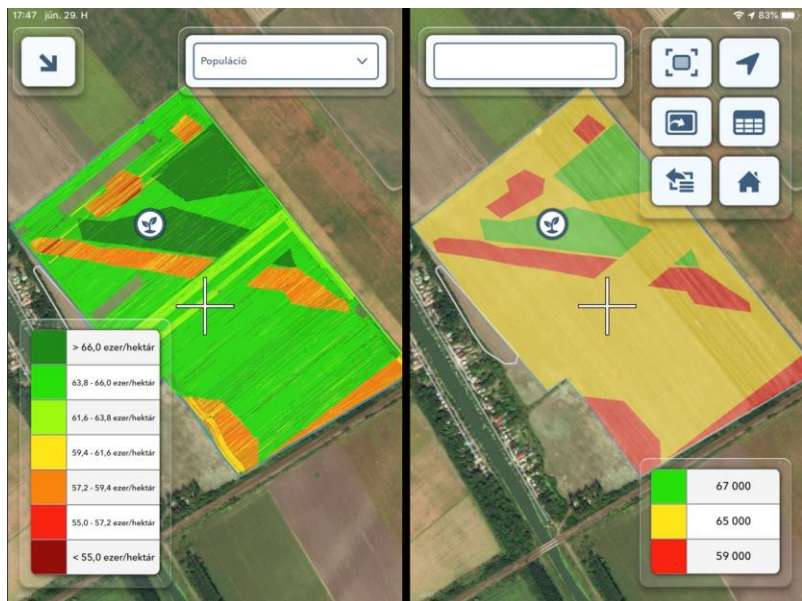 17:47 jún. 29. H
83%
Populáció
> 66,0 ezer/hektár
63,8 - 66,0 ezer/hektár
61,6 - 63,8 ezer/hektár
59,4 - 61,6 ezer/hektár
57,2 - 59,4 ezer/hektár
55,0 - 57,2 ezer/hektár
< 55,0 ezer/hektár
67 000
65 000
59 000